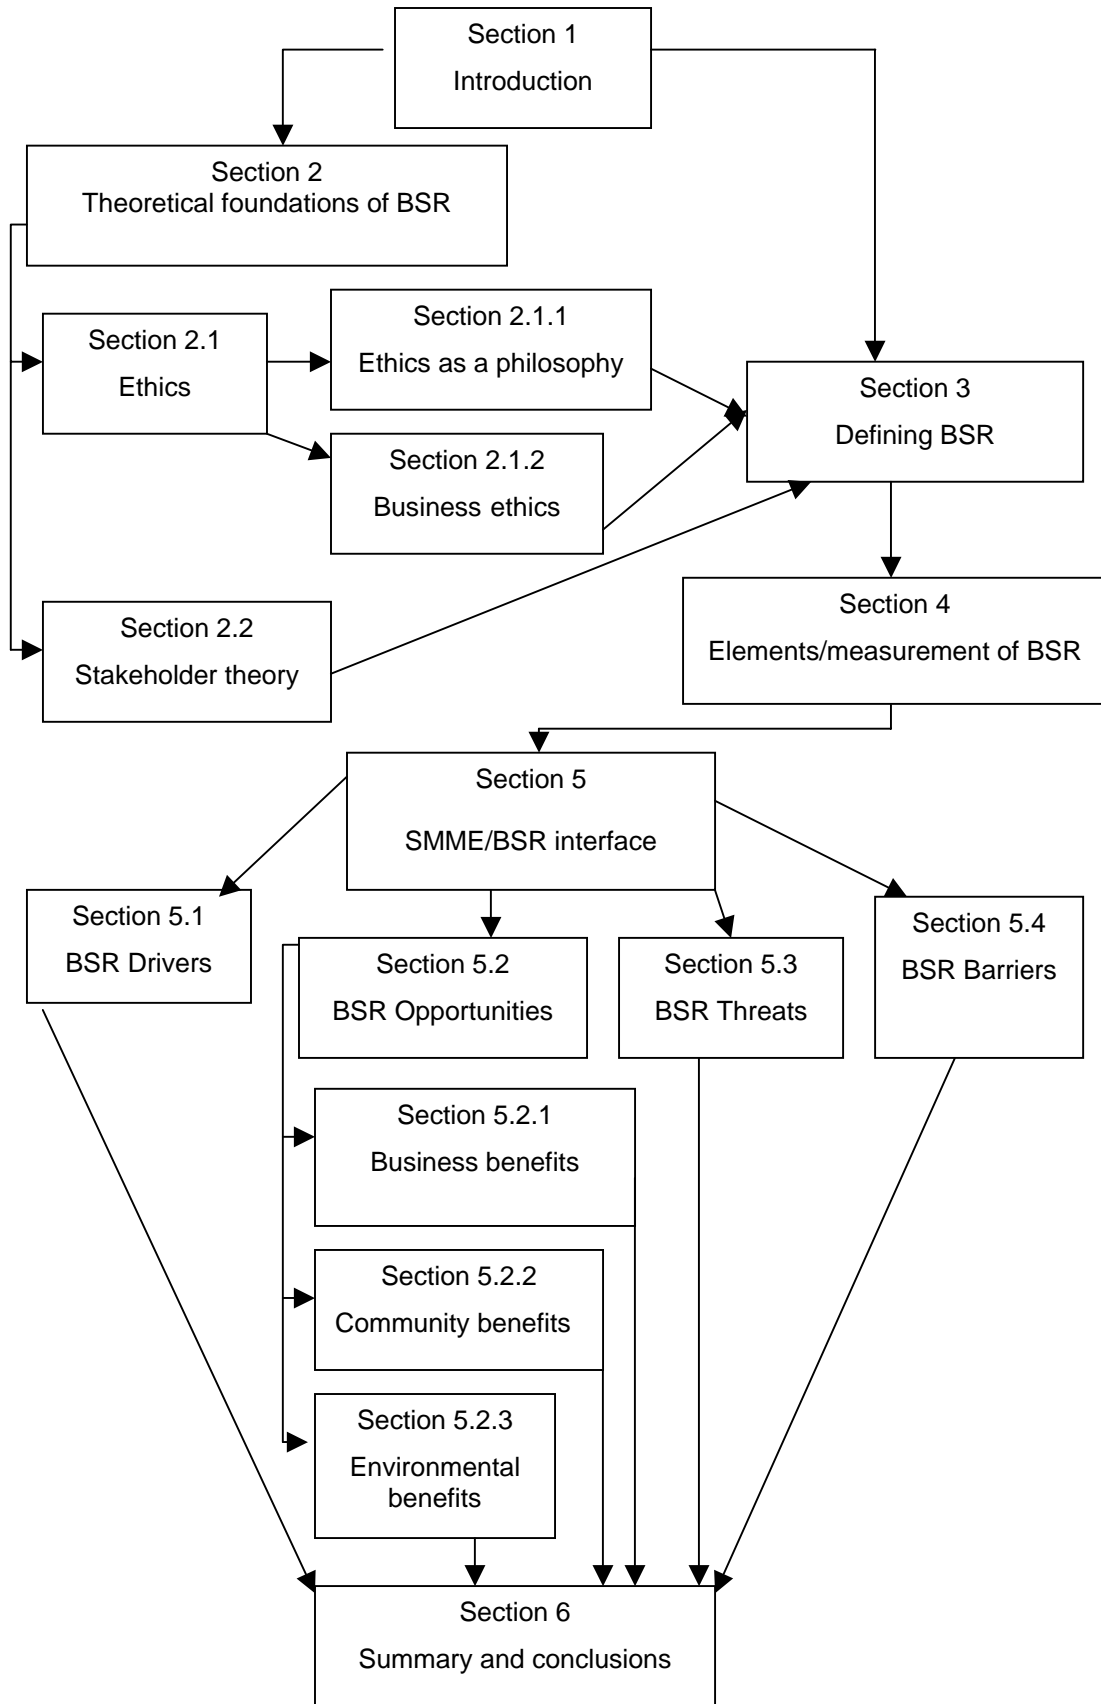 Section 1
Introduction
Section 2
Theoretical foundations of BSR
Section 2.1
Ethics
Section 2.1.1
Ethics as a philosophy
Section 2.1.2
Business ethics
Section 3
Defining BSR
Section 2.2
Stakeholder theory
Section 4
Elements/measurement of BSR
Section 5
SMME/BSR interface
Section 5.1
BSR Drivers
Section 5.2
BSR Opportunities
Section 5.3
BSR Threats
Section 5.4
BSR Barriers
Section 5.2.1
Business benefits
Section 5.2.2
Community benefits
Section 5.2.3
Environmental
benefits
Section 6
Summary and conclusions